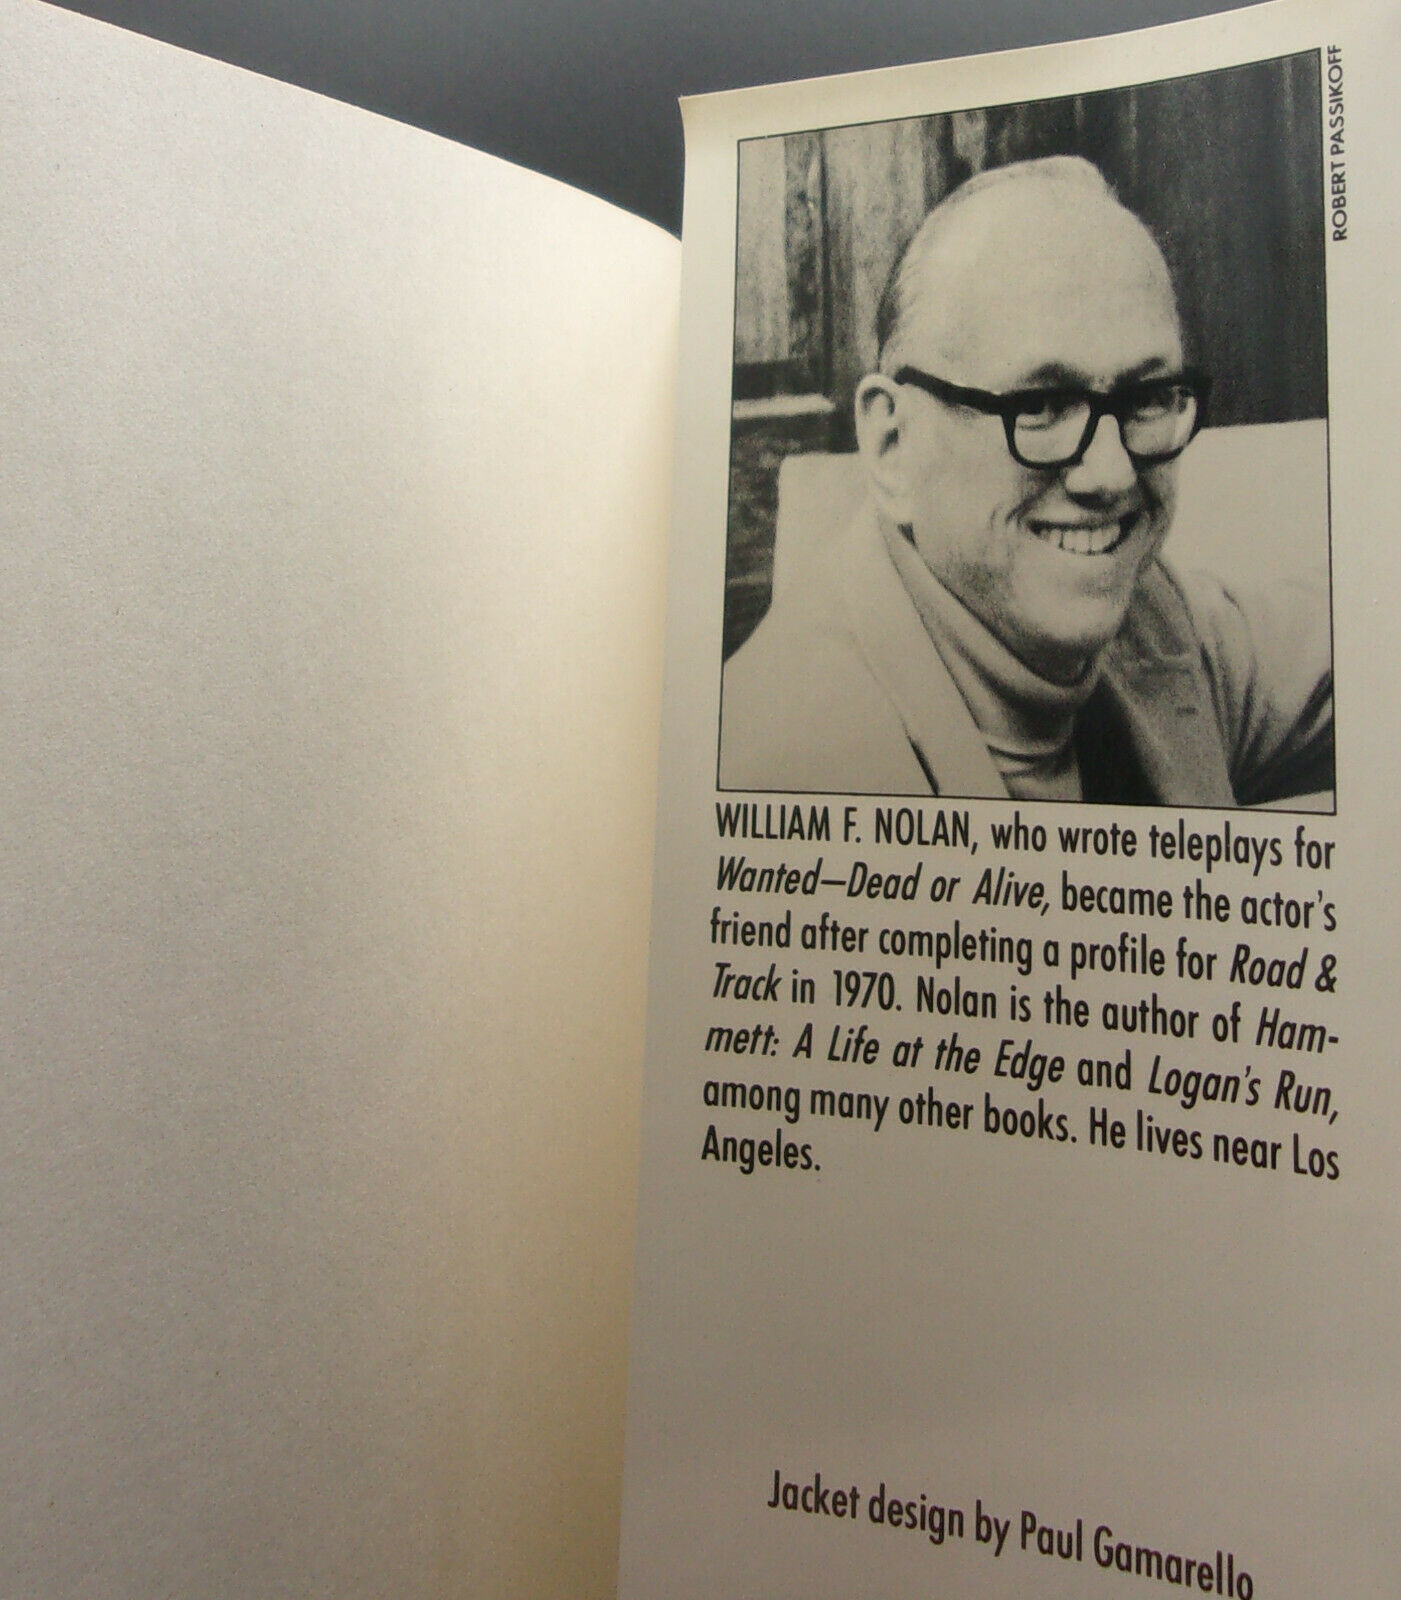 ROBERT PASSIKOFF
WILLIAM F. NOLAN, who wrote teleplays for
Wanted—Dead or Alive, became the actor's
friend after completing a profile for Road &
Track in 1970. Nolan is the author of Ham-
mett: A Life at the Edge and Logan's Run,
among many other books. He lives near Los
Angeles.
Jacket design by Paul Gamarello